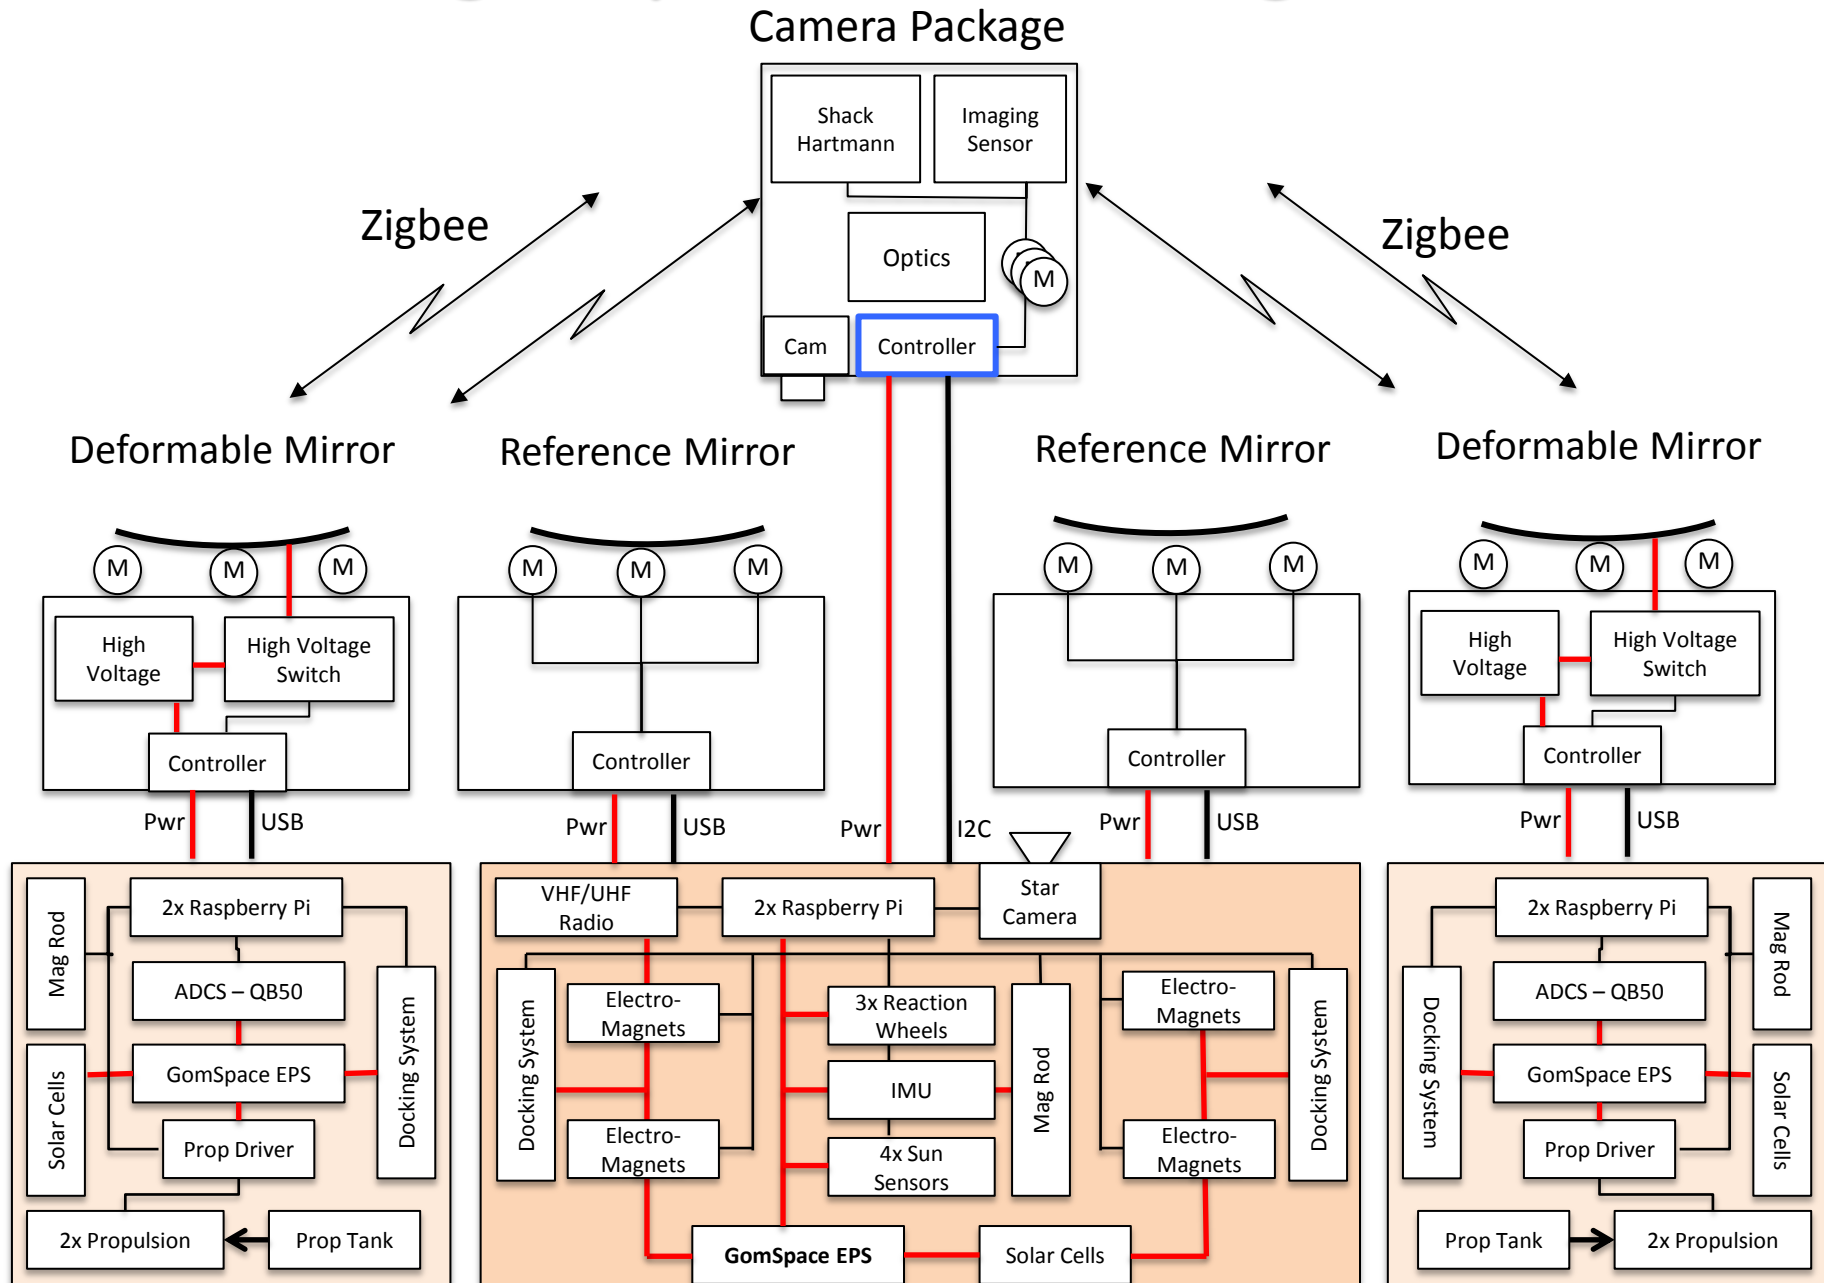 Camera Package
Shack
Hartmann
Imaging
Sensor
Zigbee
Zigbee
Optics
M
Cam
Controller
Deformable Mirror
Reference Mirror
Reference Mirror
Deformable Mirror
M
M
M
M
M
M
M
M
M
M
M
M
High
Voltage
High Voltage
Switch
Controller
Controller
Controller
High
Voltage
High Voltage
Switch
Controller
Pwr
USB
Pwr
USB
Pwr
I2C
Pwr
USB
Pwr
USB
Mag Rod
2x Raspberry Pi
ADCS – QB50
GomSpace EPS
Solar Cells
Docking System
Prop Driver
2x Propulsion
Prop Tank
VHF/UHF
Radio
2x Raspberry Pi
Star
Camera
Docking System
Electro-
Magnets
3x Reaction
Wheels
Electro-
Magnets
IMU
Mag Rod
Docking System
Electro-
Magnets
4x Sun
Sensors
Electro-
Magnets
GomSpace EPS
Solar Cells
2x Raspberry Pi
Mag Rod
ADCS – QB50
Docking System
GomSpace EPS
Solar Cells
Prop Driver
Prop Tank
2x Propulsion